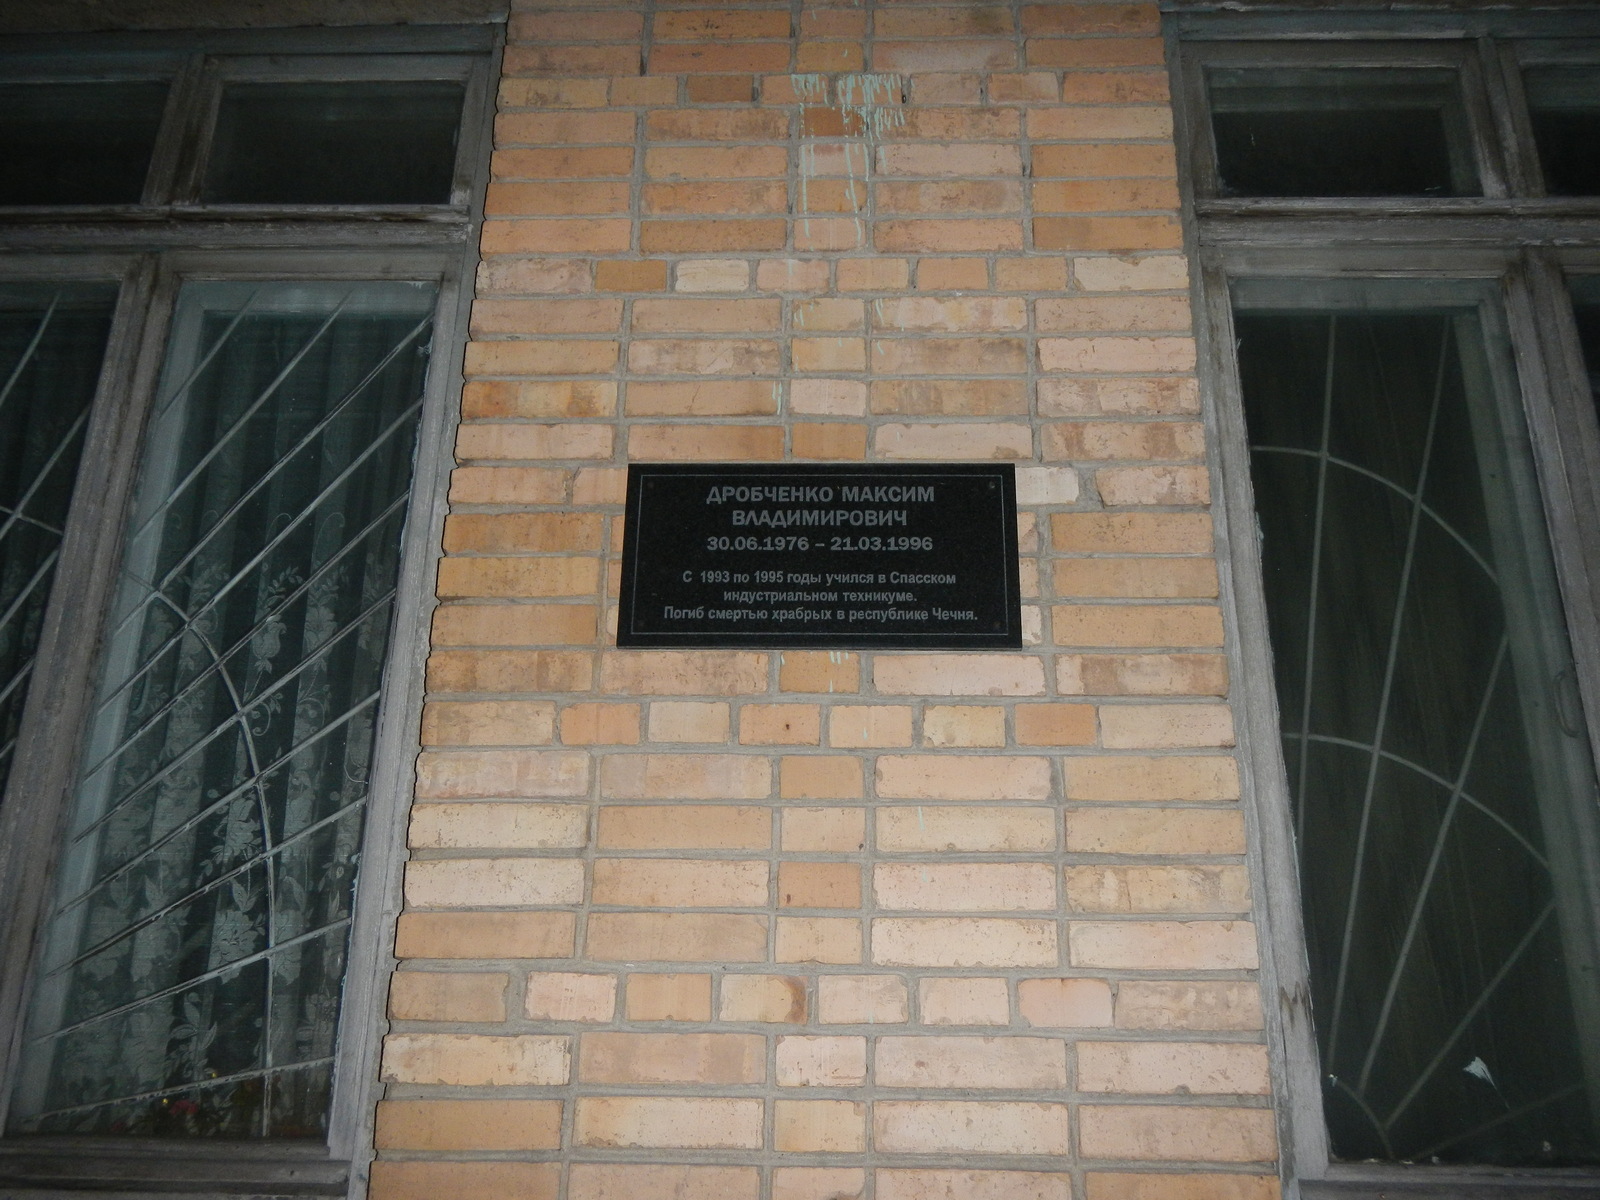 ДРОБЧЕНКО МАКСИМ
ВЛАДИМИРОВИЧ
30.06.1976 – 21.03.1996
С 1993 по 1995 годы учился в Спасском
индустриальном техникуме.
Погиб смертью храбрых в республике Чечня.